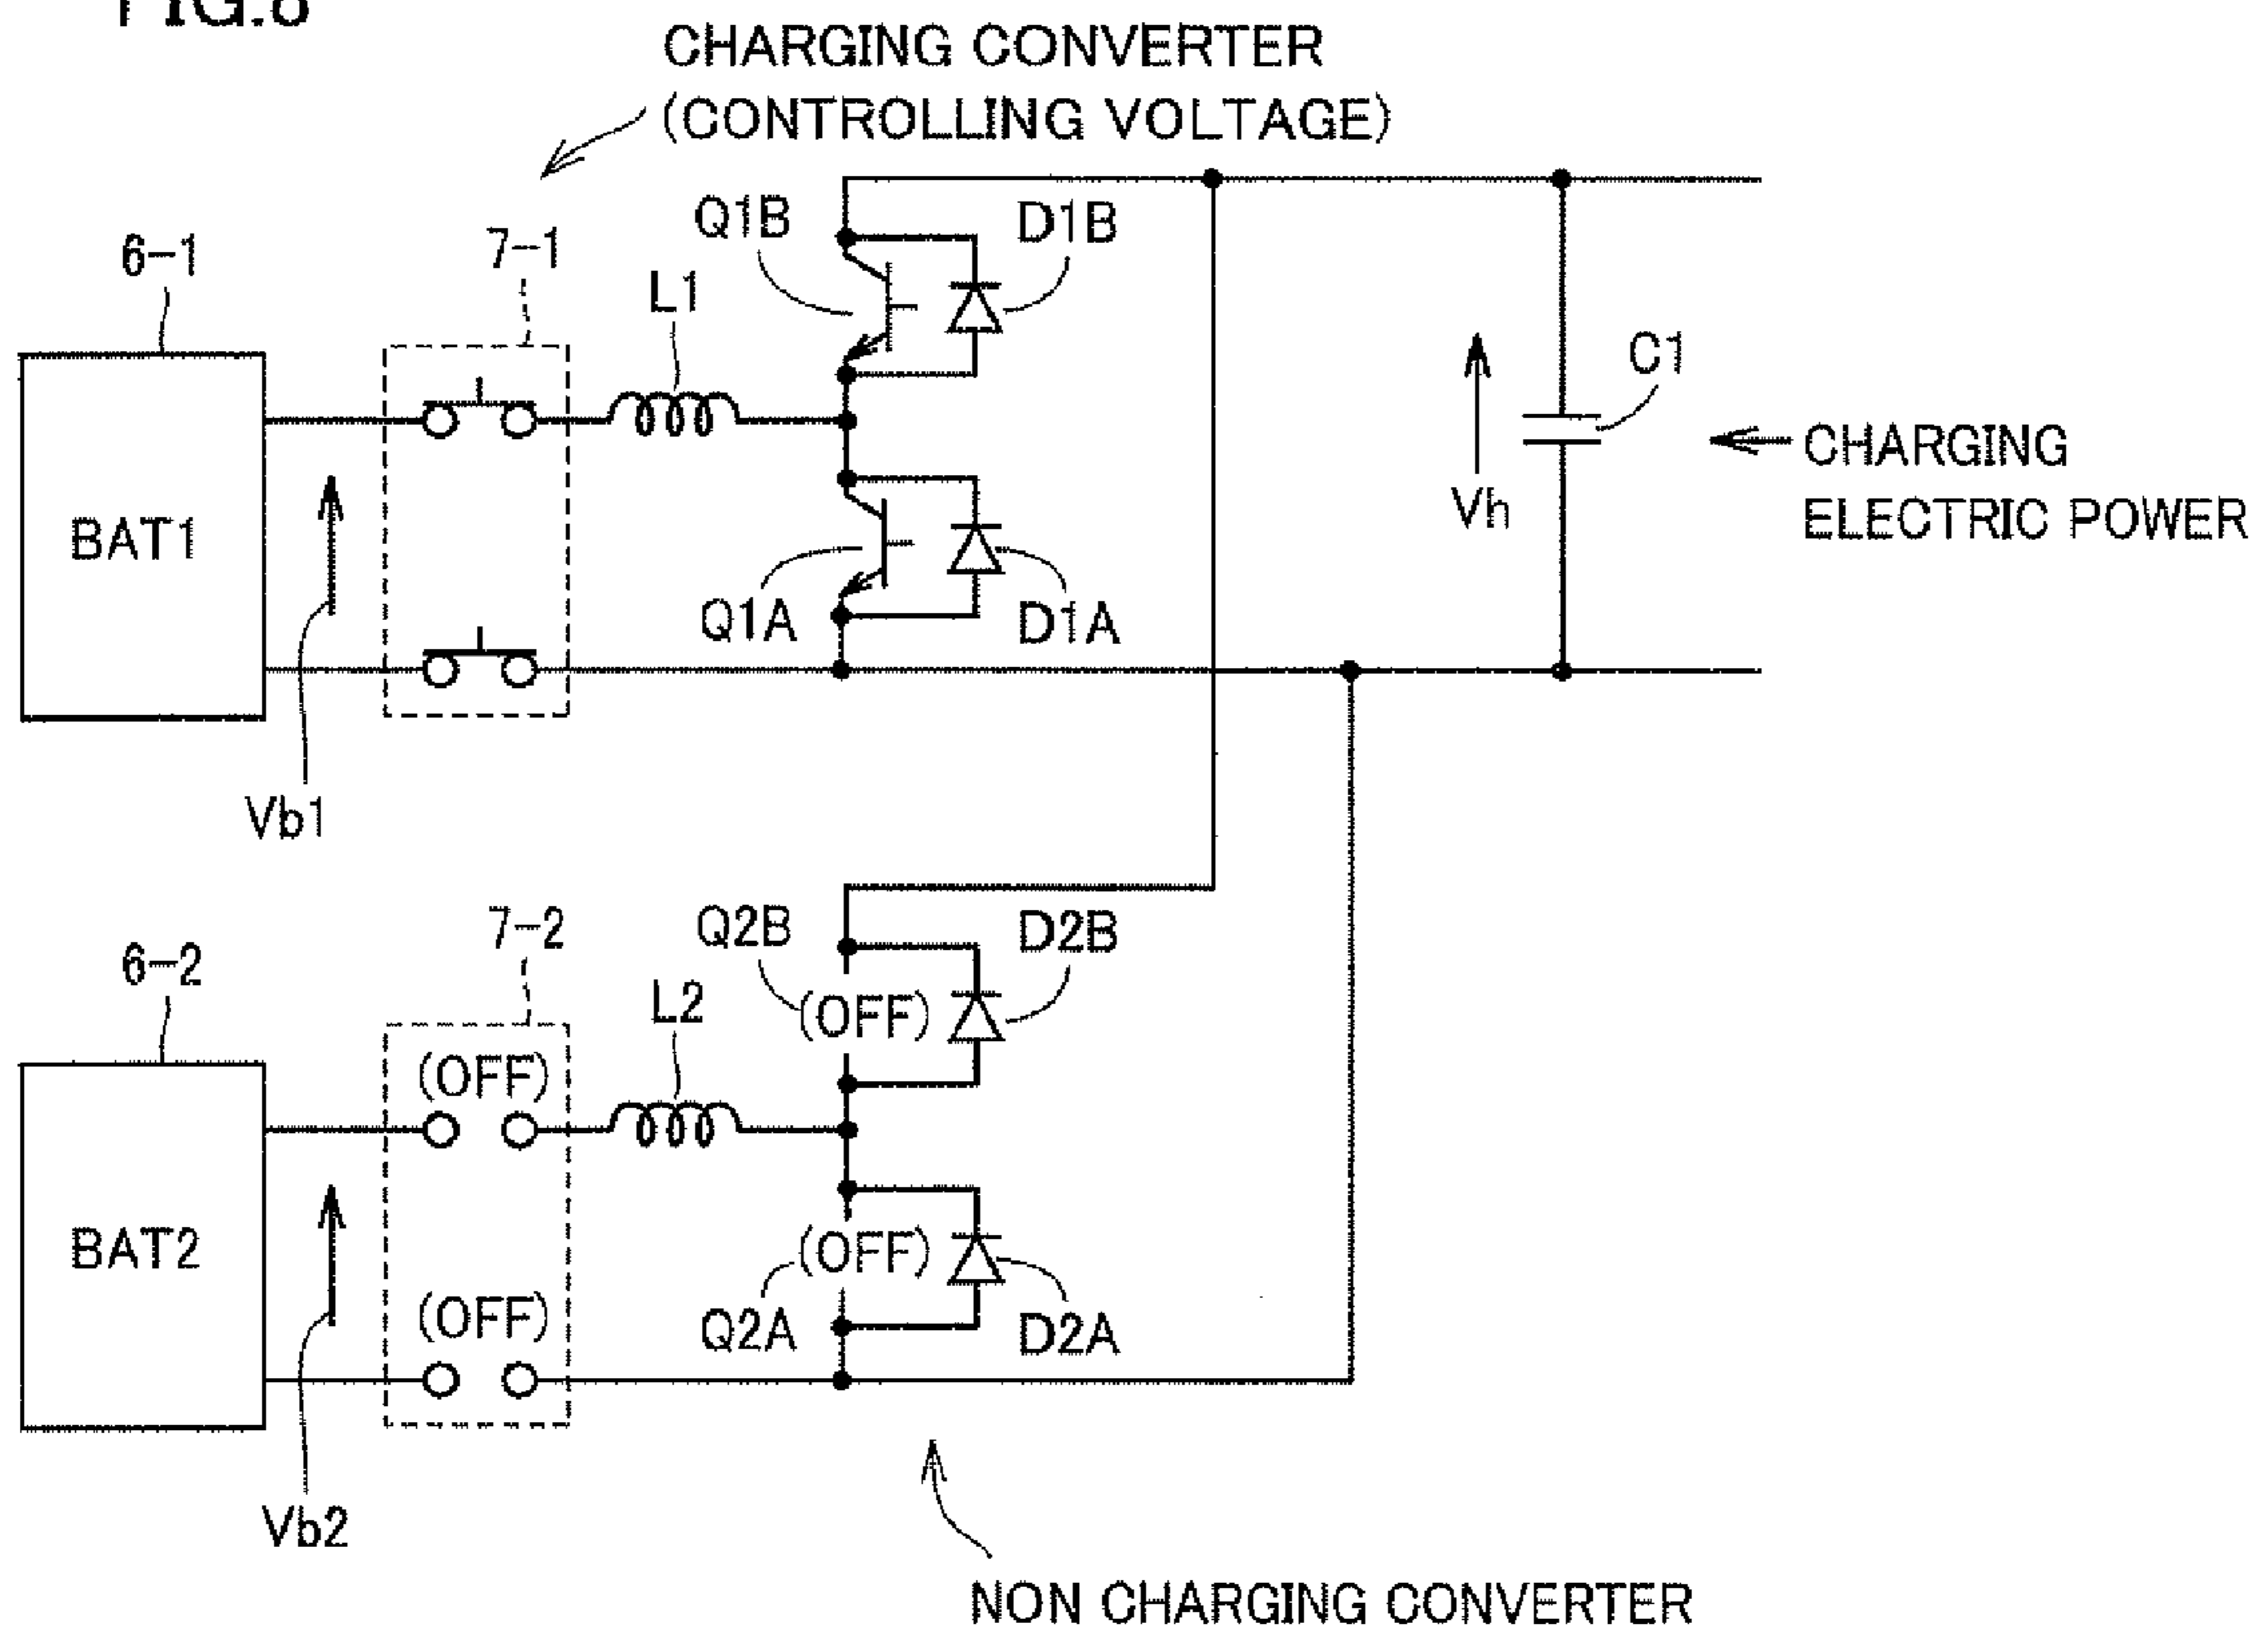 FIG.8
CHARGING CONVERTER
(CONTROLLING VOLTAGE)
6-1
7-1
L1
Q1B
D1B
BAT1
Vb1
Q1A
D1A
Vh
C1
CHARGING
ELECTRIC POWER
6-2
7-2
L2
Q2B
D2B
(OFF)
(OFF)
BAT2
Vb2
(OFF)
(OFF)
Q2A
D2A
NON CHARGING CONVERTER